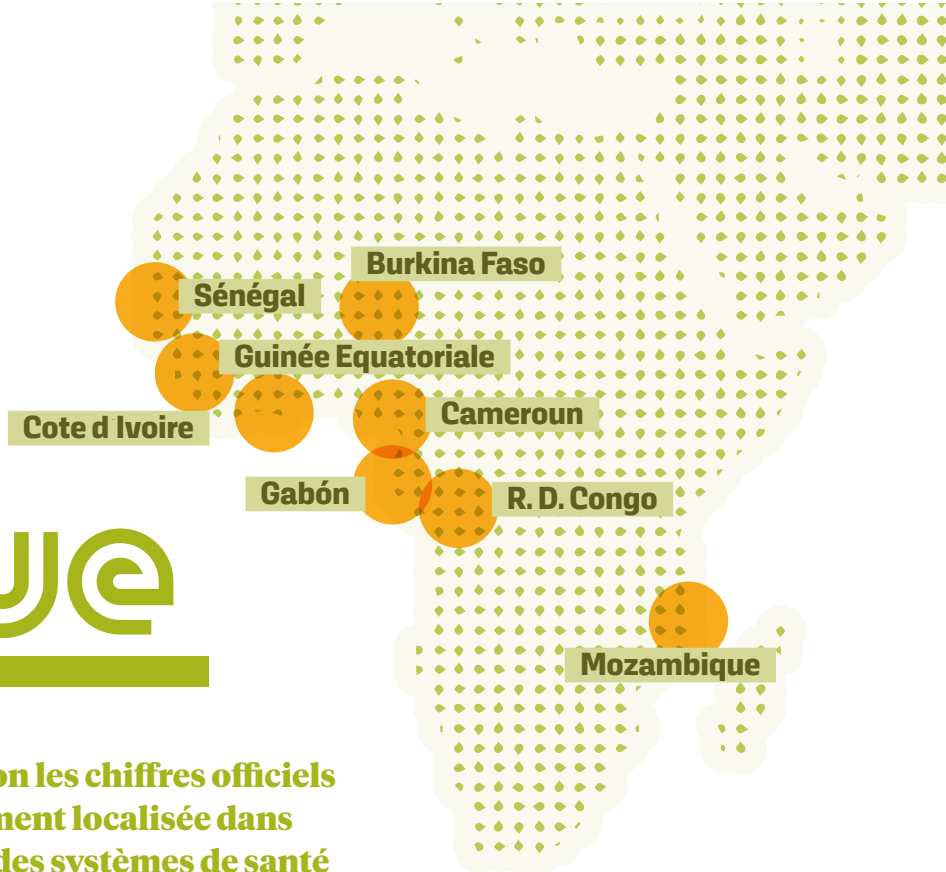 Burkina Faso
Sénégal
Guinée Equatoriale
Cameroun
Cote d Ivoire
Gabón
R. D. Congo
ue
Mozambique
on les chiffres officiels
ment localisée dans
des systèmes de santé